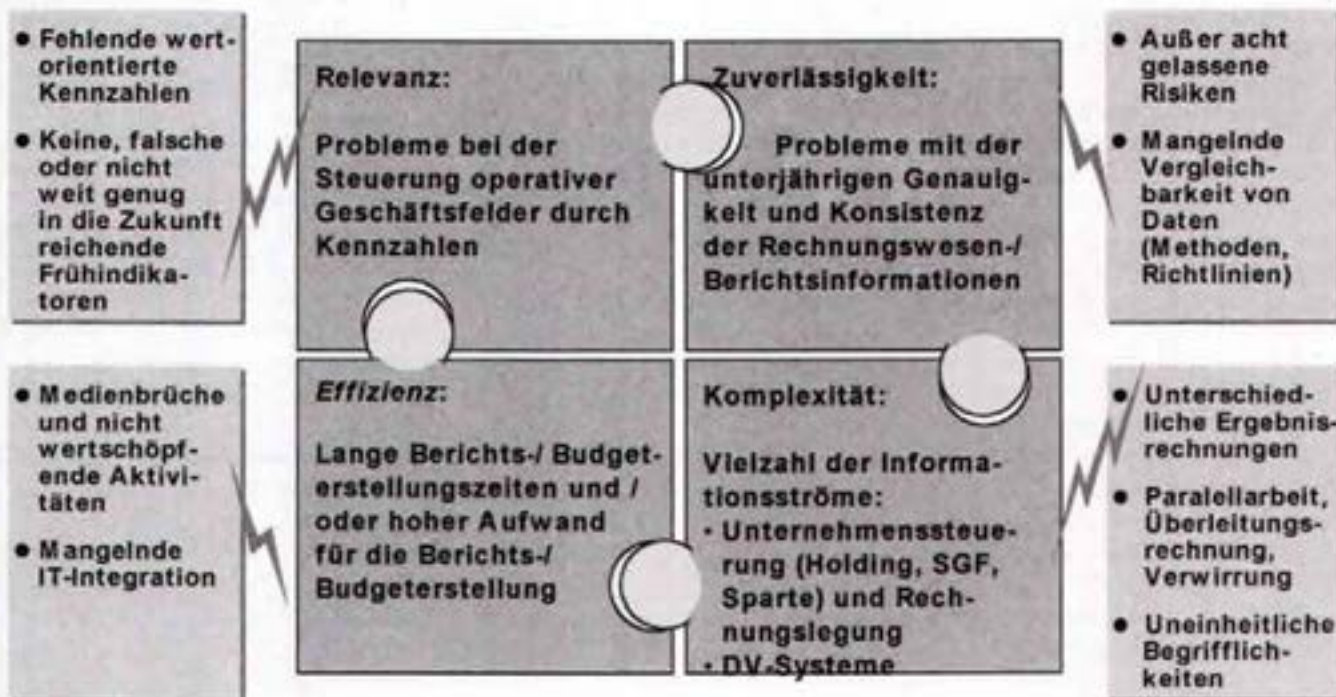 ● Fehlende wert-
orientierte
Kennzahlen
● Keine, falsche
oder nicht
weit genug
in die Zukunft
reichende
Frühindika-
toren
Relevanz:
Probleme bei der
Steuerung operativer
Geschäftsfelder durch
Kennzahlen
Zuverlässigkeit:
Probleme mit der
unterjährigen Genauig-
keit und Konsistenz
der Rechnungswesen-/
Berichtsinformationen
● Außer acht
gelassene
Risiken
● Mangelnde
Vergleich-
barkeit von
Daten
(Methoden,
Richtlinien)
● Medienbrüche
und nicht
wertschöpf-
ende Aktivi-
täten
● Mangelnde
IT-Integration
Effizienz:
Lange Berichts-/ Budget-
erstellungszeiten und /
oder hoher Aufwand
für die Berichts-/
Budgeterstellung
Komplexität:
Vielzahl der Informa-
tionsströme:
· Unternehmenssteue-
rung (Holding, SGF,
Sparte) und Rech-
nungslegung
· DV-Systeme
● Unterschied-
liche Ergebnis-
rechnungen
● Paralellarbeit,
Überleitungs-
rechnung,
Verwirrung
● Uneinheitliche
Begrifflich-
keiten